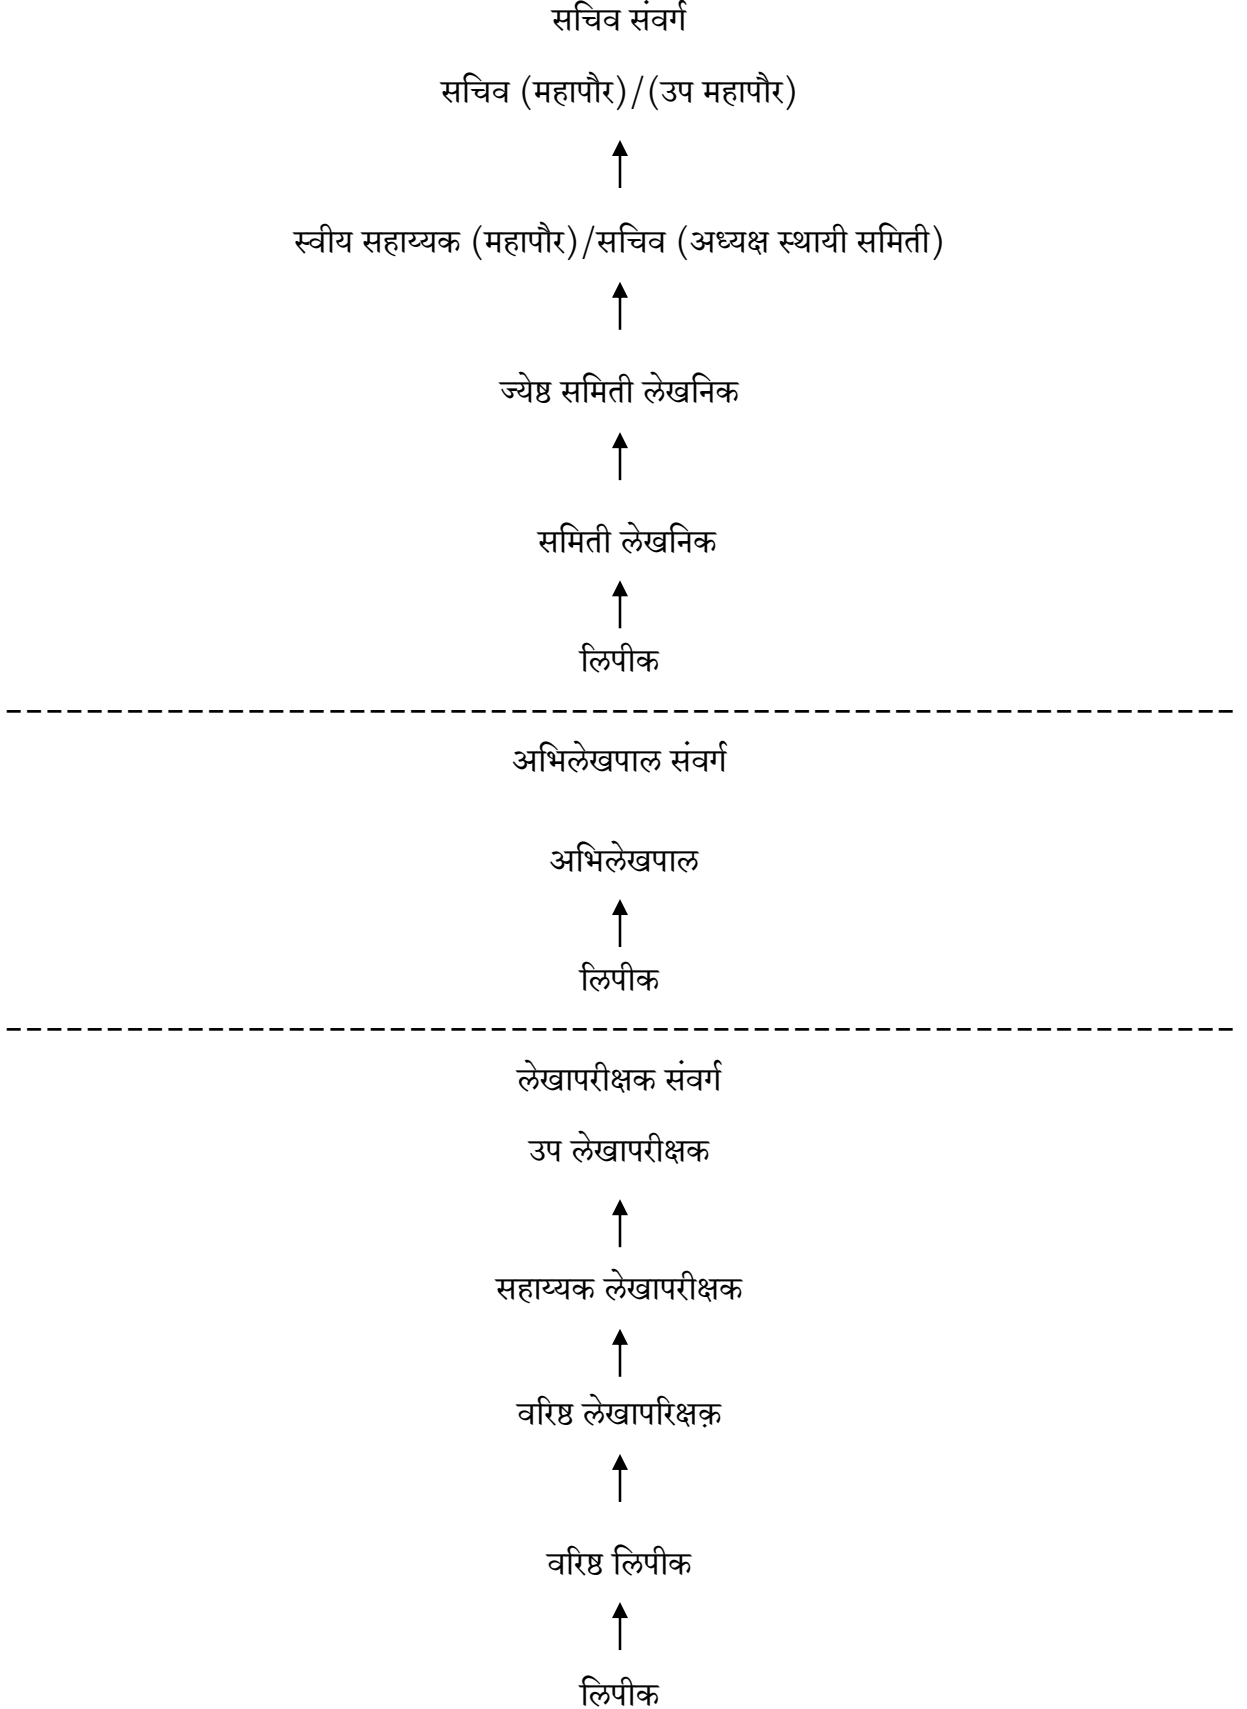 सचिव संवर्ग
सचिव (महापौर)/(उप महापौर)
स्वीय सहाय्यक (महापौर)/सचिव (अध्यक्ष स्थायी समिती)
ज्येष्ठ समिती लेखनिक
समिती लेखनिक
लिपीक
अभिलेखपाल संवर्ग
अभिलेखपाल
लिपीक
लेखापरीक्षक संवर्ग
उप लेखापरीक्षक
सहाय्यक लेखापरीक्षक
वरिष्ठ लेखापरिक्षक़
वरिष्ठ लिपीक
लिपीक